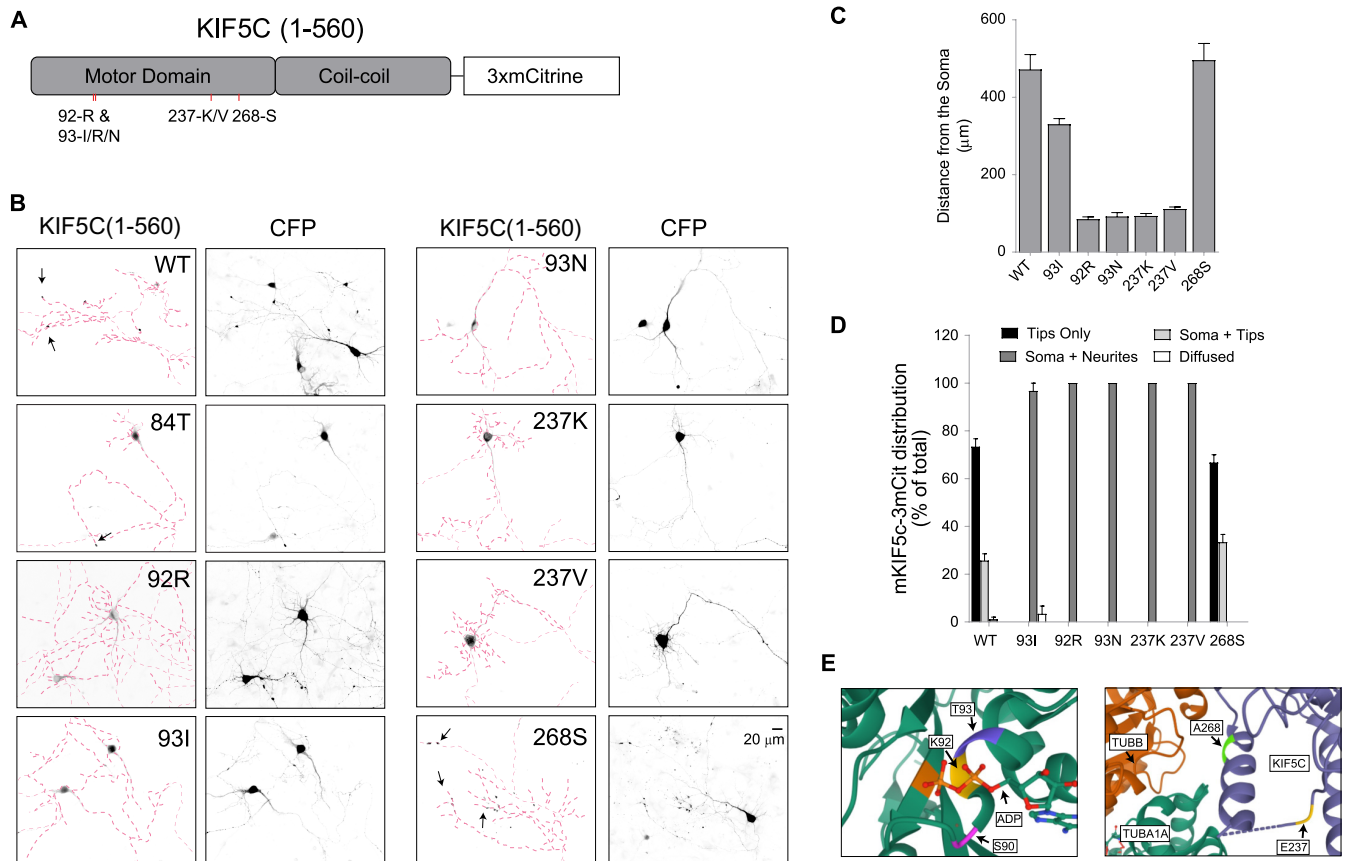 A
KIF5C (1-560)
Motor Domain
Coil-coil
3xmCitrine
92-R &
93-I/R/N
237-K/V
268-S
B
KIF5C(1-560)
CFP
KIF5C(1-560)
CFP
WT
93N
84T
237K
92R
237V
93I
268S
20 μm
C
Distance from the Soma
(μm)
600
400
200
0
WT
93I
92R
93N
237K
237V
268S
D
Tips Only
Soma + Tips
Soma + Neurites
Diffused
mKIF5c-3mCit distribution
(% of total)
120
100
80
60
40
20
0
WT
93I
92R
93N
237K
237V
268S
E
T93
K92
ADP
S90
A268
TUBB
KIF5C
TUBA1A
E237